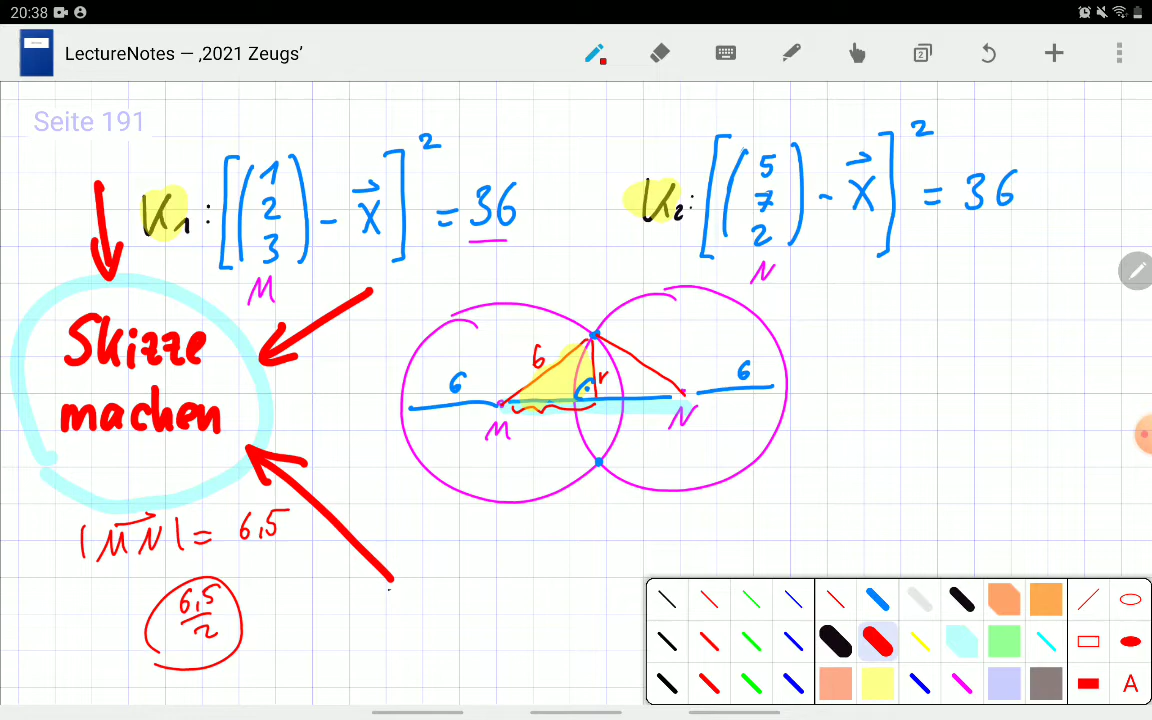 20:38
LectureNotes — ‚2021 Zeugs‘
2
Seite 191
K₁: [(1 2 3) - x⃗]² = 36
M
K₂: [(5 7 2) - x⃗]² = 36
N
Skizze
machen
6
6
r
6
M
N
|MN⃗| = 6,5
6,5
2
A